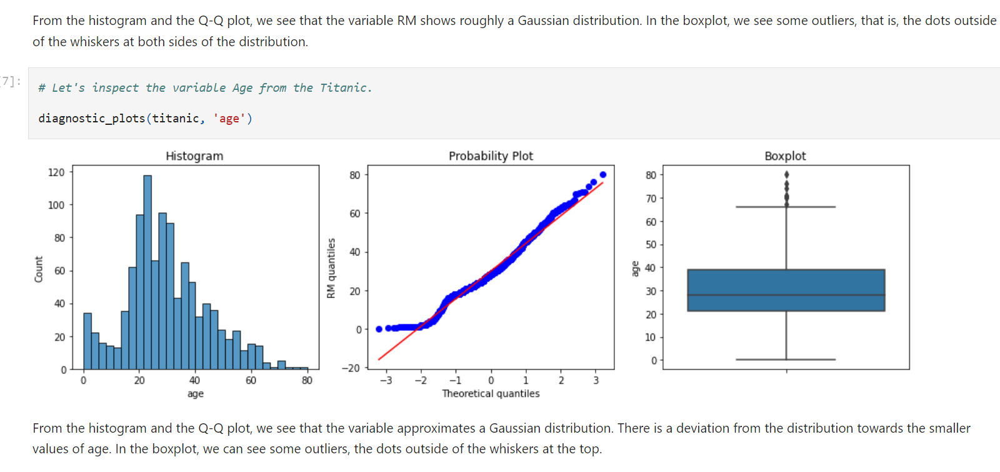 From the histogram and the Q-Q plot, we see that the variable RM shows roughly a Gaussian distribution. In the boxplot, we see some outliers, that is, the dots outside
of the whiskers at both sides of the distribution.
7]:
# Let's inspect the variable Age from the Titanic.
diagnostic_plots(titanic, 'age')
Histogram
120
100
80
60
40
20
0
Count
0 20 40 60 80
age
Probability Plot
80
60
40
20
0
−20
RM quantiles
−3 −2 −1 0 1 2 3
Theoretical quantiles
Boxplot
80
70
60
50
40
30
20
10
0
age
From the histogram and the Q-Q plot, we see that the variable approximates a Gaussian distribution. There is a deviation from the distribution towards the smaller
values of age. In the boxplot, we can see some outliers, the dots outside of the whiskers at the top.